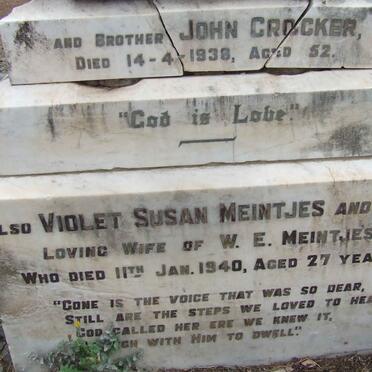 AND BROTHER JOHN CROCKER,
DIED 14-4-1938, AGED 52.
"God is Love"
ALSO VIOLET SUSAN MEINTJES AND
LOVING WIFE OF W. E. MEINTJES
WHO DIED 11TH JAN. 1940, AGED 27 YEA
"GONE IS THE VOICE THAT WAS SO DEAR,
STILL ARE THE STEPS WE LOVED TO HEA
GOD CALLED HER ERE WE KNEW IT,
GH WITH HIM TO DWELL."